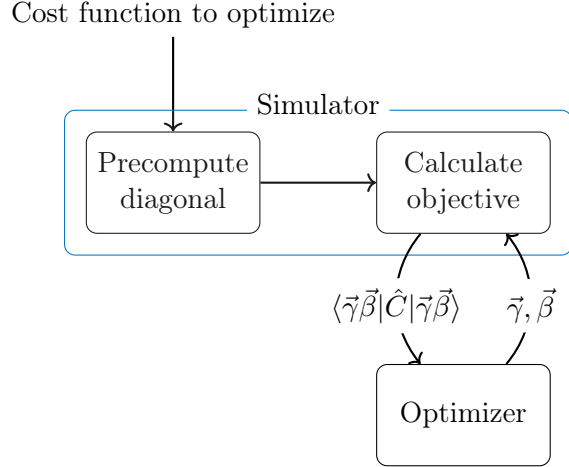 Cost function to optimize
Simulator
Precompute
diagonal
Calculate
objective
⟨γ⃗β⃗|Ĉ|γ⃗β⃗⟩
γ⃗, β⃗
Optimizer